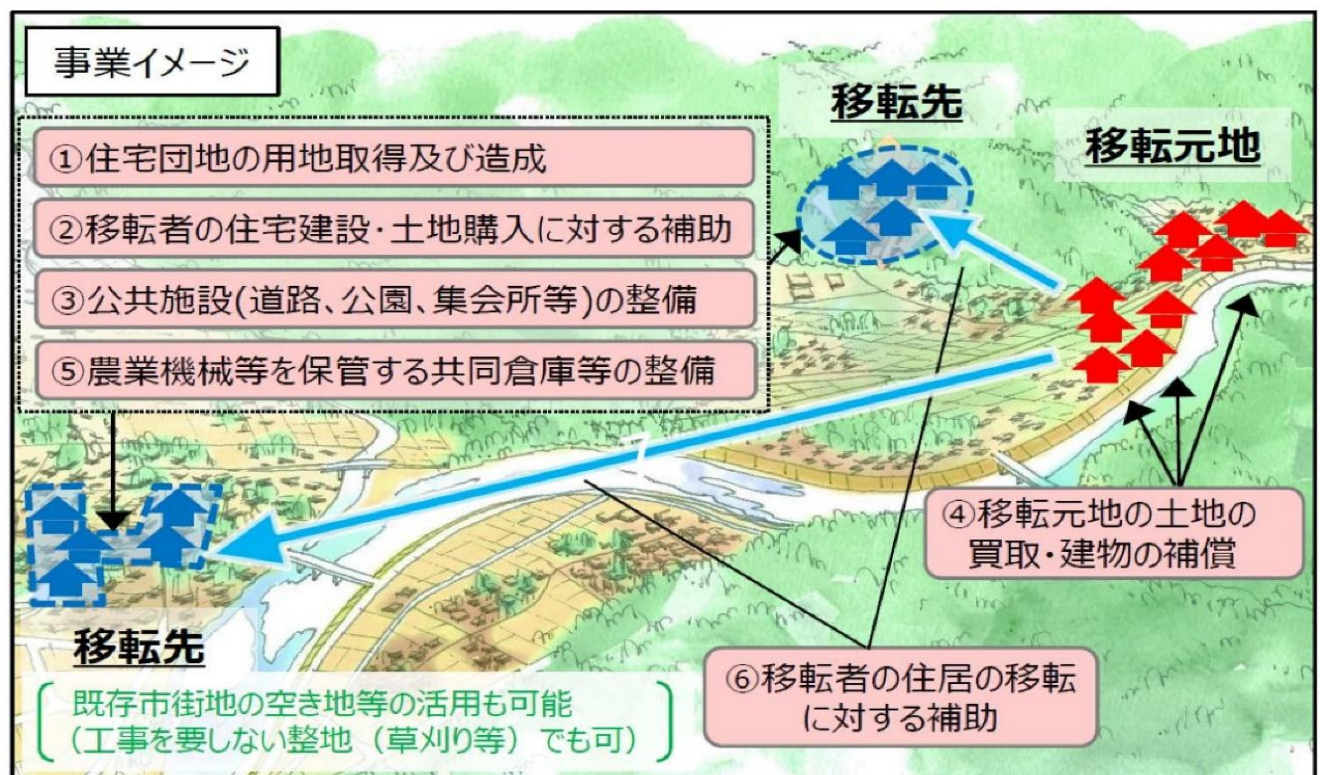 事業イメージ
①住宅団地の用地取得及び造成
②移転者の住宅建設・土地購入に対する補助
③公共施設(道路、公園、集会所等)の整備
⑤農業機械等を保管する共同倉庫等の整備
移転先
移転元地
④移転元地の土地の
買取・建物の補償
⑥移転者の住居の移転
に対する補助
移転先
既存市街地の空き地等の活用も可能
（工事を要しない整地（草刈り等）でも可）